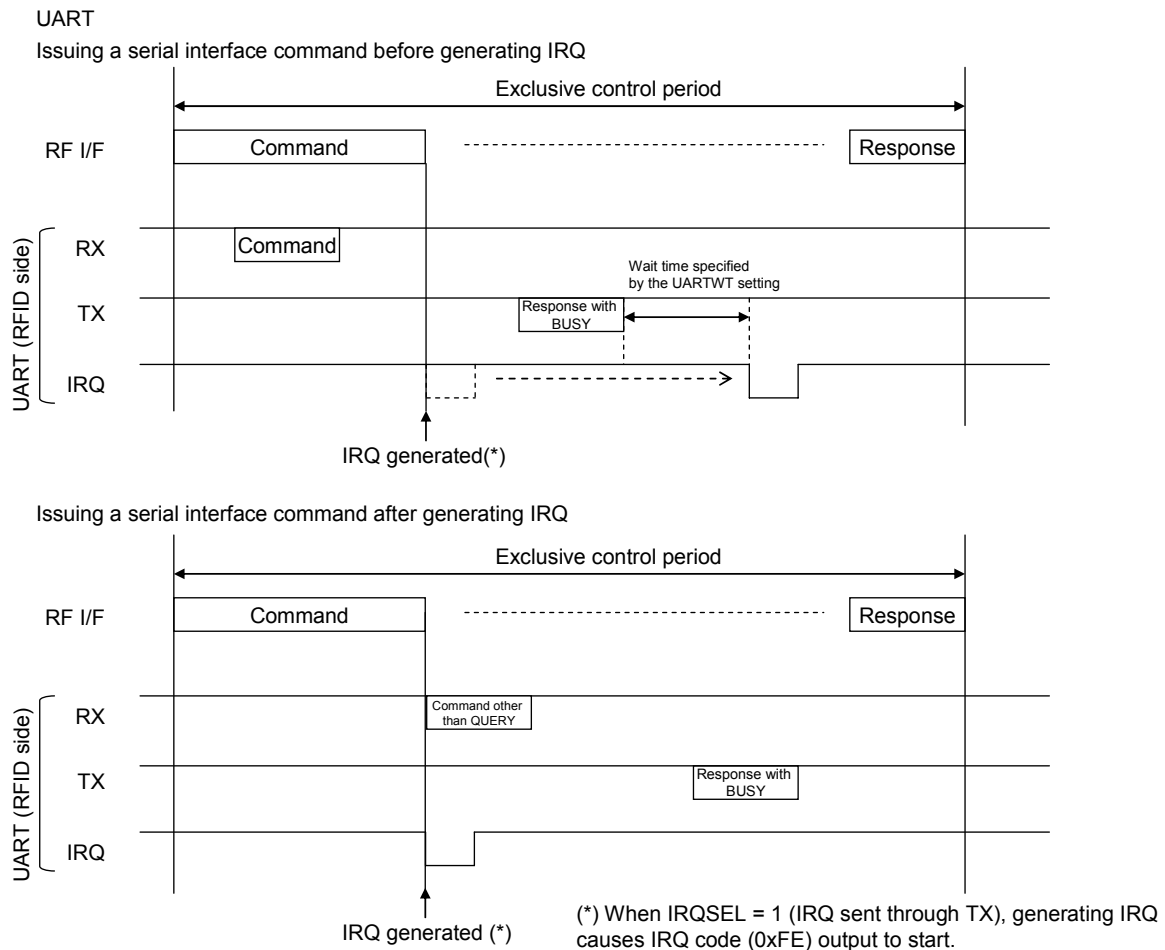 UART
Issuing a serial interface command before generating IRQ
Exclusive control period
RF I/F
Command
Response
UART (RFID side)
RX
Command
Wait time specified
by the UARTWT setting
TX
Response with
BUSY
IRQ
IRQ generated(*)
Issuing a serial interface command after generating IRQ
Exclusive control period
RF I/F
Command
Response
UART (RFID side)
RX
Command other
than QUERY
TX
Response with
BUSY
IRQ
IRQ generated (*)
(*) When IRQSEL = 1 (IRQ sent through TX), generating IRQ
causes IRQ code (0xFE) output to start.